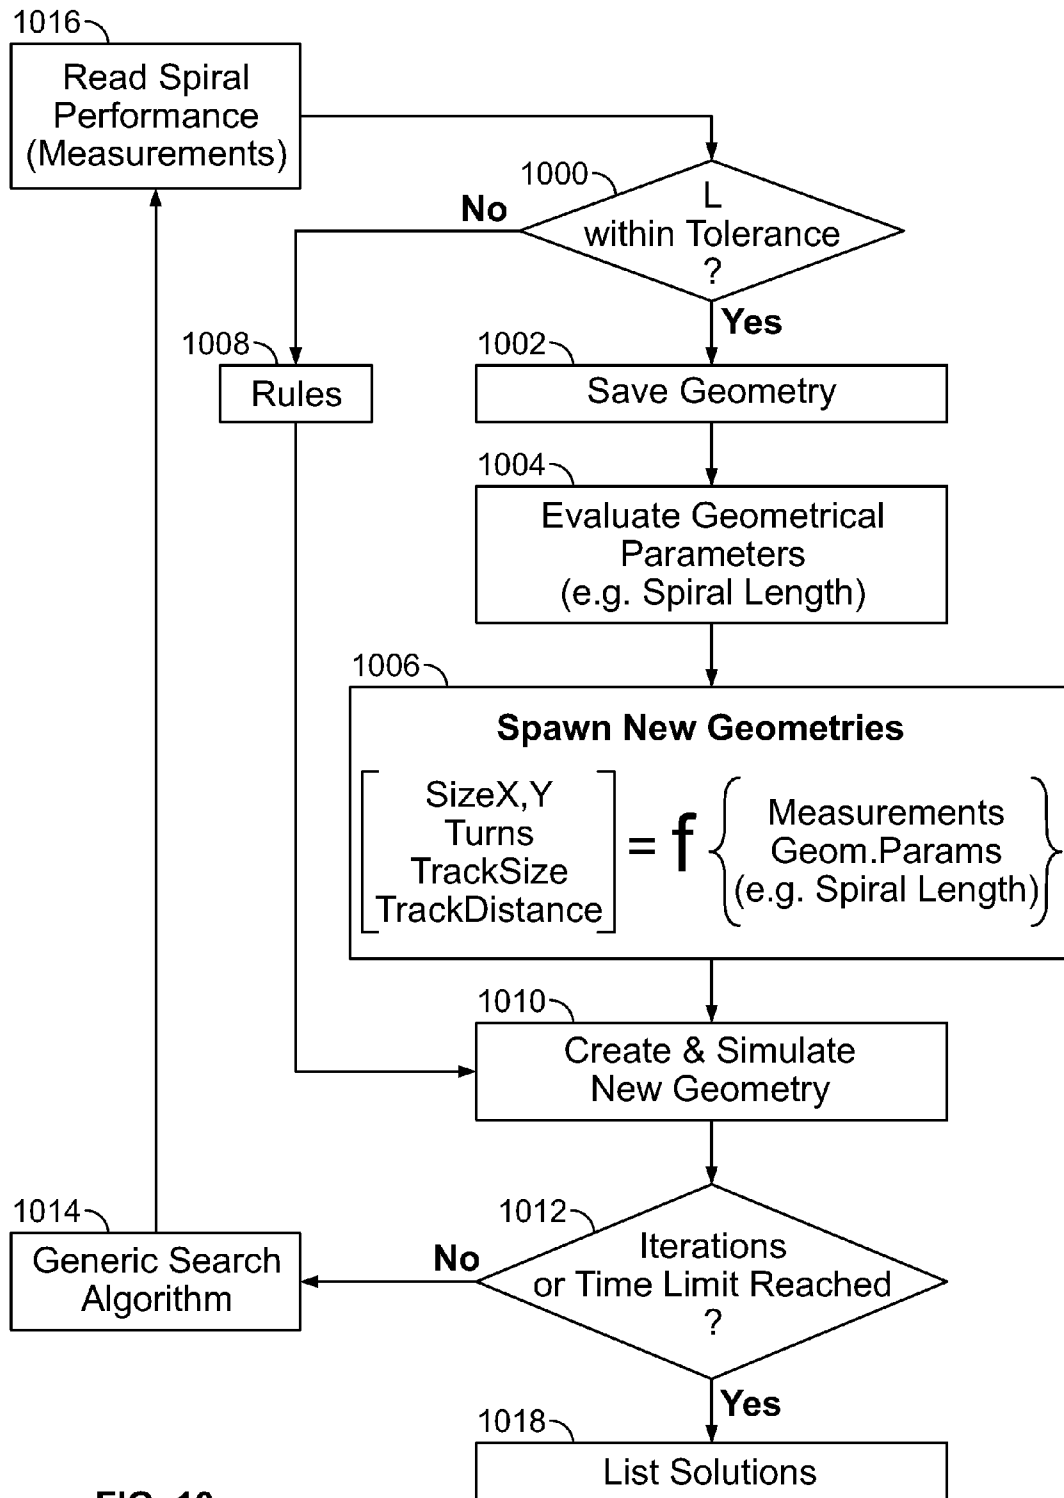 1016
Read Spiral
Performance
(Measurements)
1000
L
within Tolerance
?
No
Yes
1008
Rules
1002
Save Geometry
1004
Evaluate Geometrical
Parameters
(e.g. Spiral Length)
1006
Spawn New Geometries
SizeX,Y
Turns
TrackSize
TrackDistance
= f
Measurements
Geom.Params
(e.g. Spiral Length)
1010
Create & Simulate
New Geometry
1012
Iterations
or Time Limit Reached
?
No
Yes
1014
Generic Search
Algorithm
1018
List Solutions